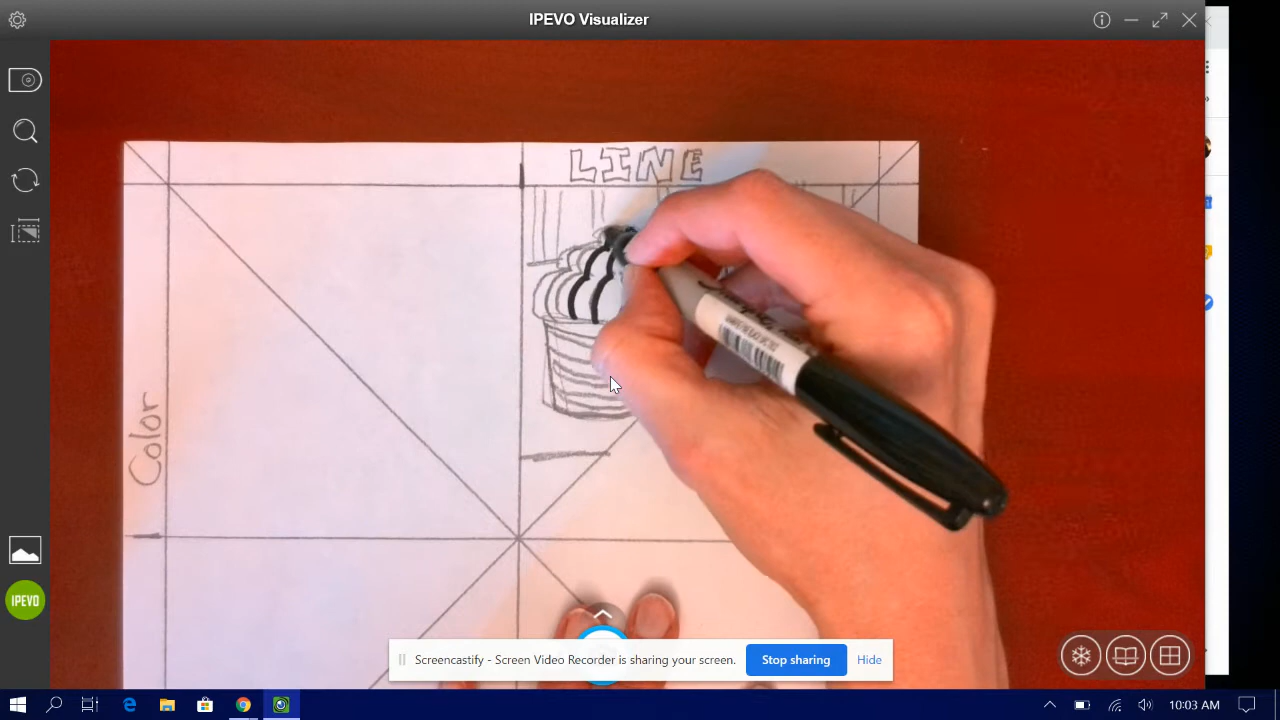 IPEVO Visualizer
LINE
Color
IPEVO
Screencastify - Screen Video Recorder is sharing your screen.
Stop sharing
Hide
10:03 AM